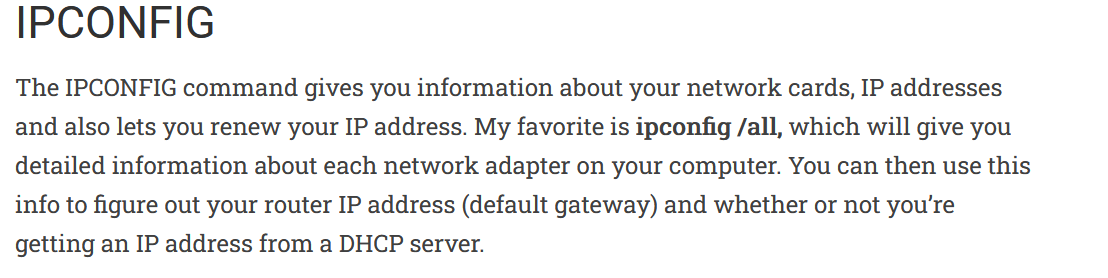 IPCONFIG
The IPCONFIG command gives you information about your network cards, IP addresses
and also lets you renew your IP address. My favorite is ipconfig /all, which will give you
detailed information about each network adapter on your computer. You can then use this
info to figure out your router IP address (default gateway) and whether or not you’re
getting an IP address from a DHCP server.